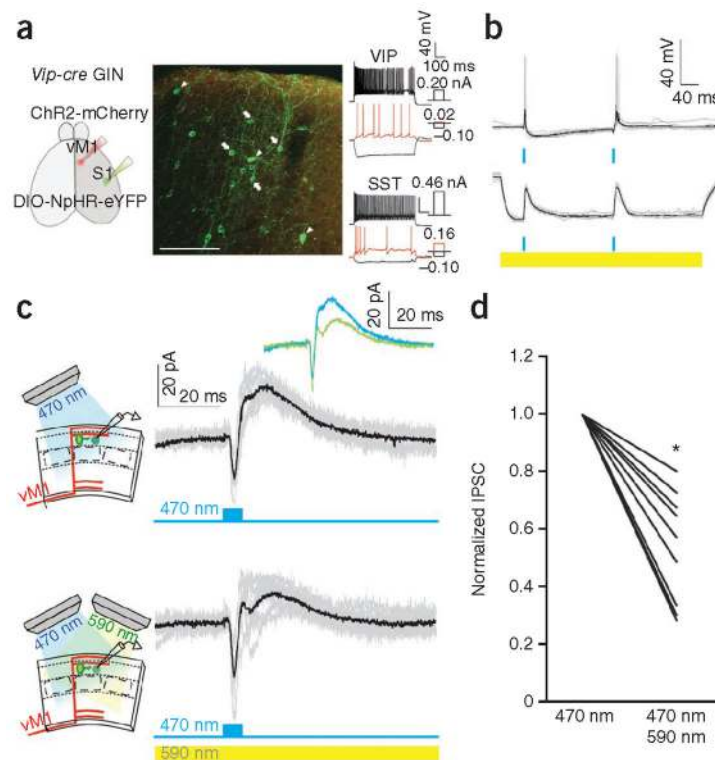 a
Vip-cre GIN
ChR2-mCherry
vM1
S1
DIO-NpHR-eYFP
VIP
40 mV
100 ms
0.20 nA
0.02
–0.10
SST
0.46 nA
0.16
–0.10
b
40 mV
40 ms
c
470 nm
vM1
20 pA
20 ms
20 pA
20 ms
470 nm
470 nm
590 nm
vM1
470 nm
590 nm
d
Normalized IPSC
1.2
1.0
0.8
0.6
0.4
0.2
0
*
470 nm
470 nm
590 nm